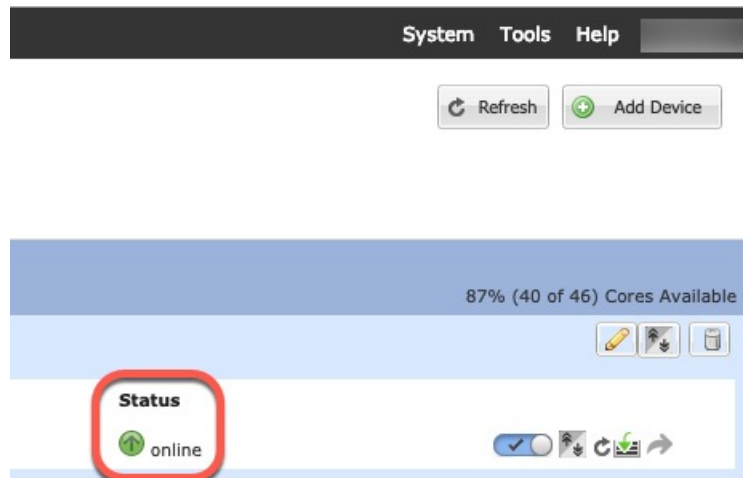 System Tools Help
Refresh Add Device
87% (40 of 46) Cores Available
Status
online